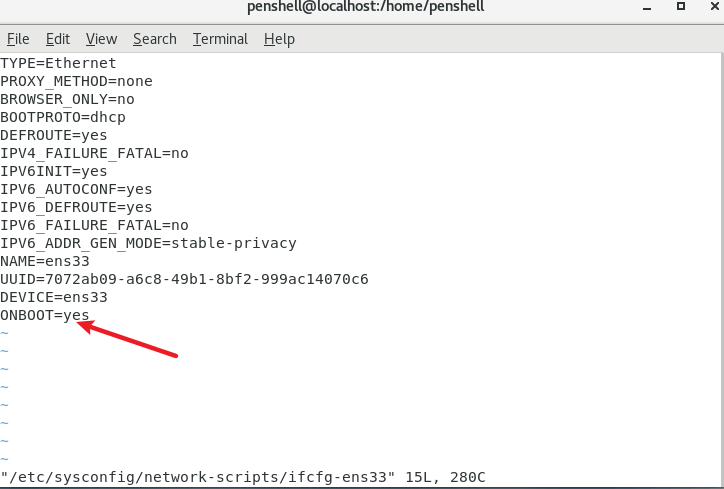 penshell@localhost:/home/penshell
File Edit View Search Terminal Help
TYPE=Ethernet
PROXY_METHOD=none
BROWSER_ONLY=no
BOOTPROTO=dhcp
DEFROUTE=yes
IPV4_FAILURE_FATAL=no
IPV6INIT=yes
IPV6_AUTOCONF=yes
IPV6_DEFROUTE=yes
IPV6_FAILURE_FATAL=no
IPV6_ADDR_GEN_MODE=stable-privacy
NAME=ens33
UUID=7072ab09-a6c8-49b1-8bf2-999ac14070c6
DEVICE=ens33
ONBOOT=yes
~
~
~
~
~
~
~
~
"/etc/sysconfig/network-scripts/ifcfg-ens33" 15L, 280C